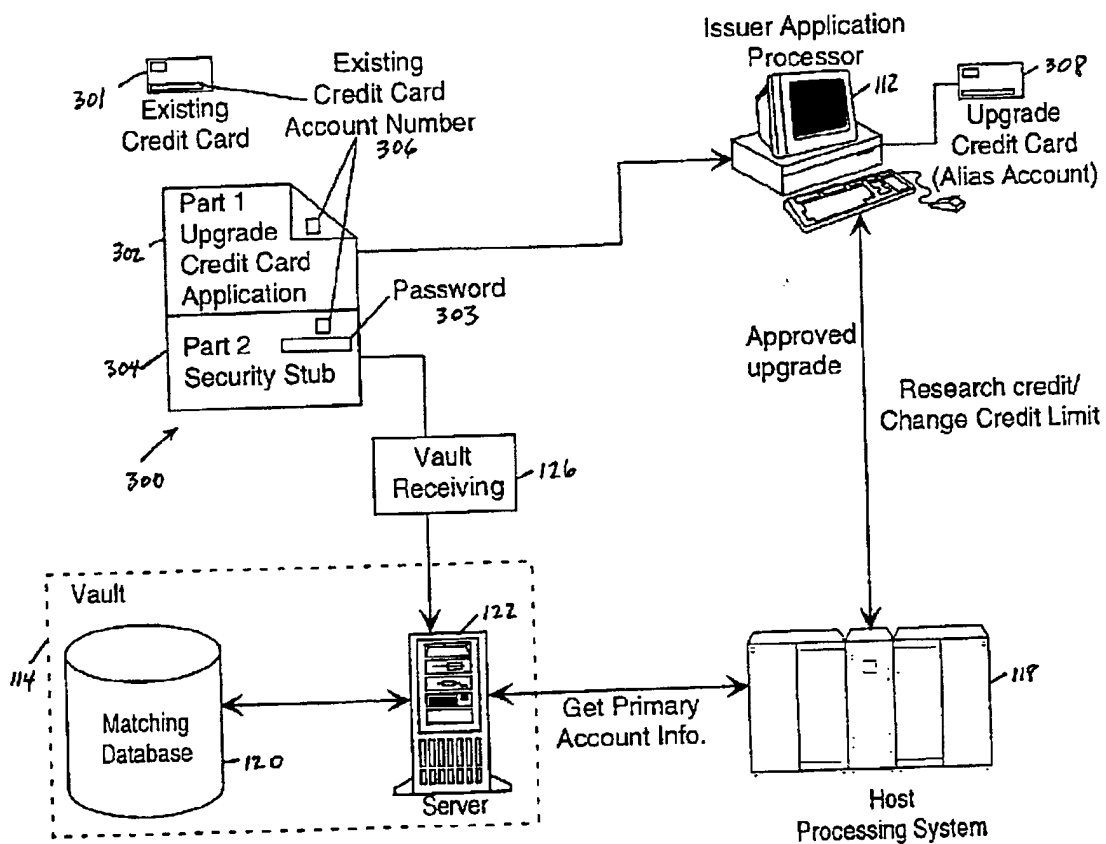 301
Existing
Credit Card
Existing
Credit Card
Account Number
306
Issuer Application
Processor
112
308
Upgrade
Credit Card
(Alias Account)
Part 1
Upgrade
Credit Card
Application
302
Password
303
304
Part 2
Security Stub
300
Vault
Receiving
126
Approved
upgrade
Research credit/
Change Credit Limit
Vault
114
Matching
Database
120
122
Server
Get Primary
Account Info.
118
Host
Processing System